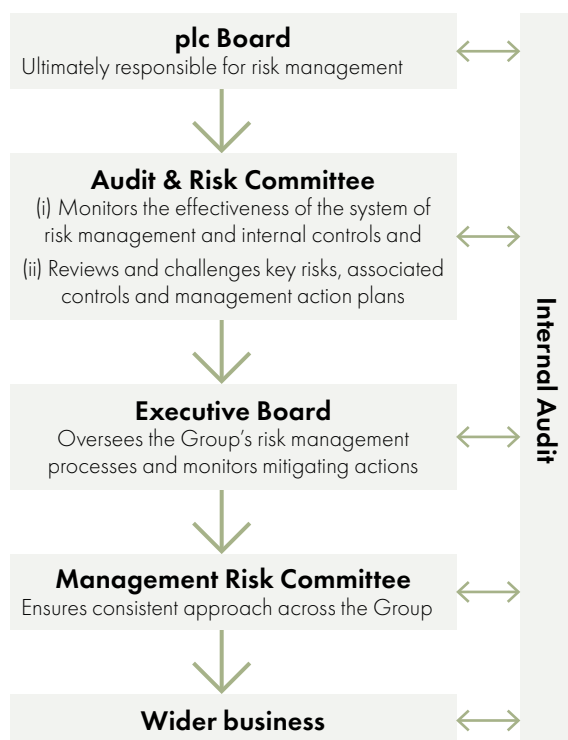 plc Board
Ultimately responsible for risk management
Audit & Risk Committee
(i) Monitors the effectiveness of the system of
risk management and internal controls and
(ii) Reviews and challenges key risks, associated
controls and management action plans
Executive Board
Oversees the Group’s risk management
processes and monitors mitigating actions
Management Risk Committee
Ensures consistent approach across the Group
Wider business
Internal Audit